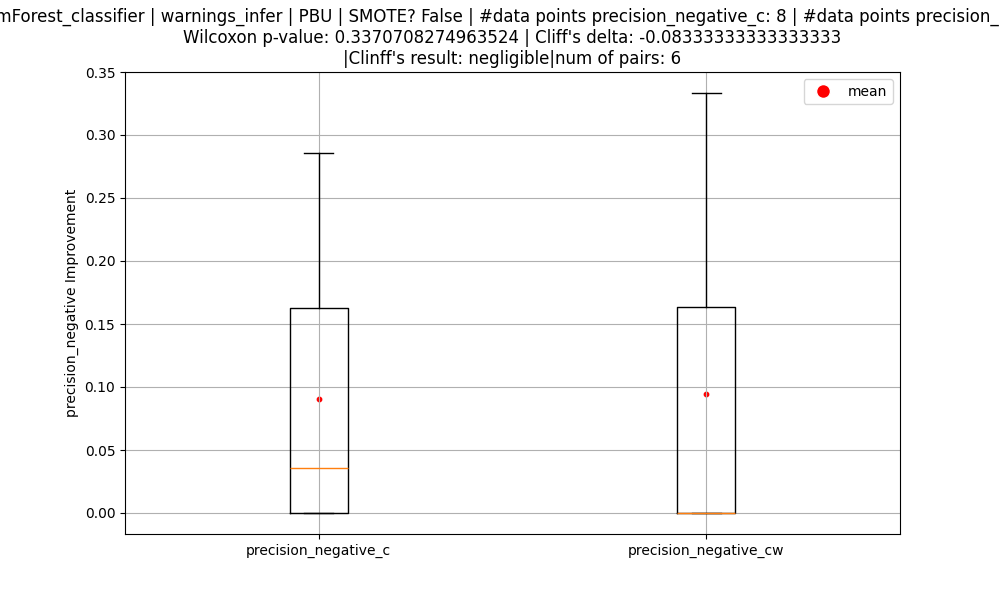 mForest_classifier | warnings_infer | PBU | SMOTE? False | #data points precision_negative_c: 8 | #data points precision_
Wilcoxon p-value: 0.3370708274963524 | Cliff's delta: -0.08333333333333333
|Clinff's result: negligible|num of pairs: 6
mean
0.35
0.30
0.25
0.20
0.15
0.10
0.05
0.00
precision_negative Improvement
precision_negative_c
precision_negative_cw